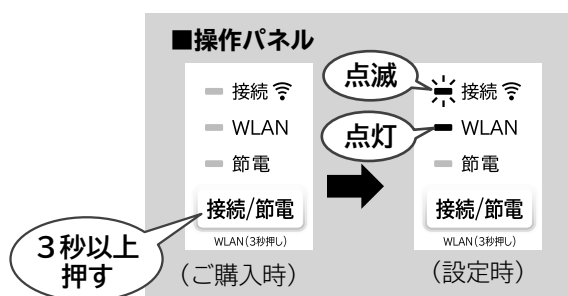 ■操作パネル
接続
WLAN
節電
接続/節電
WLAN(3秒押し)
3秒以上
押す
(ご購入時)
点滅
点灯
接続
WLAN
節電
接続/節電
WLAN(3秒押し)
(設定時)